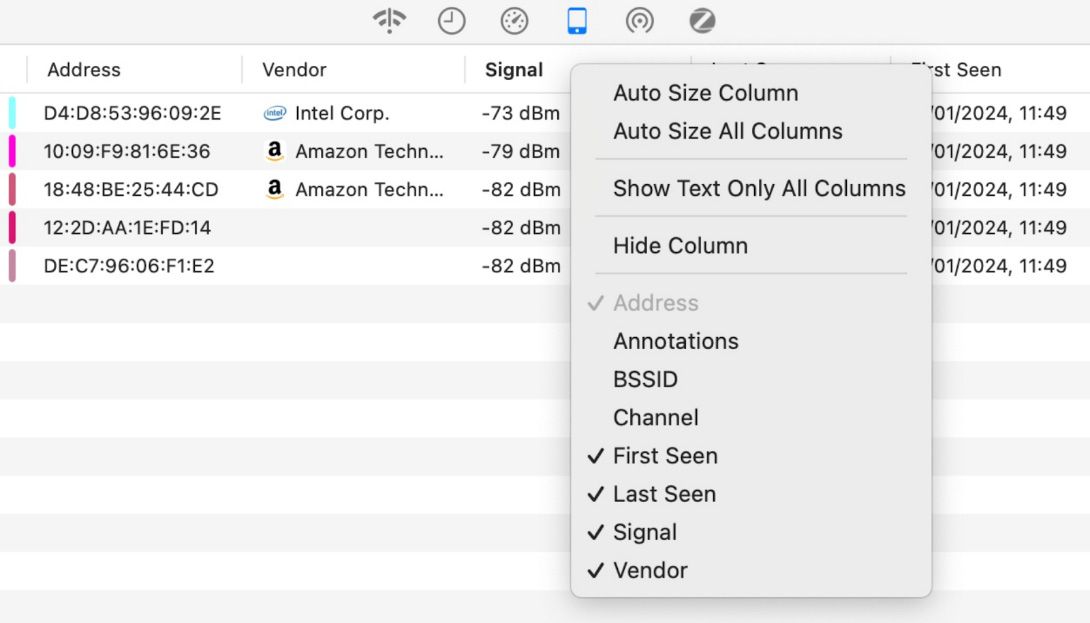 Address Vendor Signal First Seen
D4:D8:53:96:09:2E intel Intel Corp. -73 dBm /01/2024, 11:49
10:09:F9:81:6E:36 a Amazon Techn... -79 dBm /01/2024, 11:49
18:48:BE:25:44:CD a Amazon Techn... -82 dBm /01/2024, 11:49
12:2D:AA:1E:FD:14 -82 dBm /01/2024, 11:49
DE:C7:96:06:F1:E2 -82 dBm /01/2024, 11:49
Auto Size Column
Auto Size All Columns
Show Text Only All Columns
Hide Column
✓ Address
Annotations
BSSID
Channel
✓ First Seen
✓ Last Seen
✓ Signal
✓ Vendor